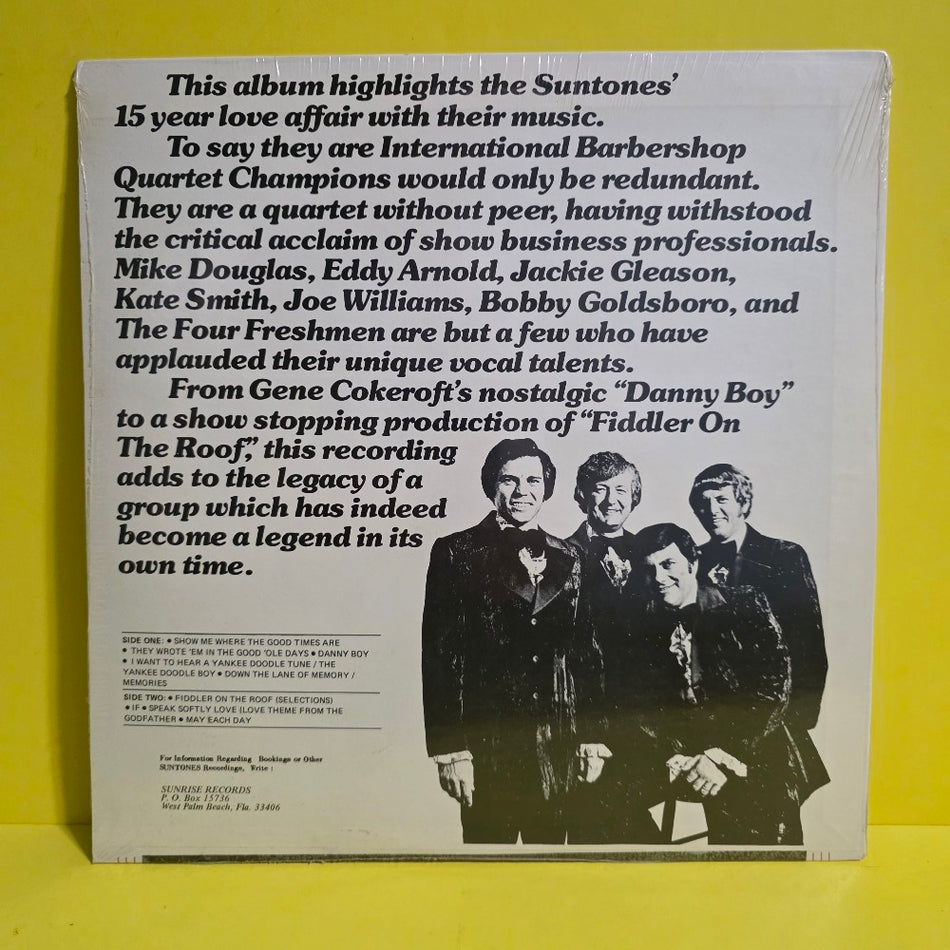 This album highlights the Suntones'
15 year love affair with their music.
To say they are International Barbershop
Quartet Champions would only be redundant.
They are a quartet without peer, having withstood
the critical acclaim of show business professionals.
Mike Douglas, Eddy Arnold, Jackie Gleason,
Kate Smith, Joe Williams, Bobby Goldsboro, and
The Four Freshmen are but a few who have
applauded their unique vocal talents.
From Gene Cokeroft's nostalgic “Danny Boy”
to a show stopping production of “Fiddler On
The Roof,” this recording
adds to the legacy of a
group which has indeed
become a legend in its
own time.
SIDE ONE: • SHOW ME WHERE THE GOOD TIMES ARE
• THEY WROTE 'EM IN THE GOOD 'OLE DAYS • DANNY BOY
• I WANT TO HEAR A YANKEE DOODLE TUNE / THE
YANKEE DOODLE BOY • DOWN THE LANE OF MEMORY /
MEMORIES
SIDE TWO: • FIDDLER ON THE ROOF (SELECTIONS)
• IF • SPEAK SOFTLY LOVE (LOVE THEME FROM THE
GODFATHER • MAY EACH DAY
For Information Regarding Bookings or Other
SUNTONES Recordings, Write :
SUNRISE RECORDS
P. O. Box 15736
West Palm Beach, Fla. 33406